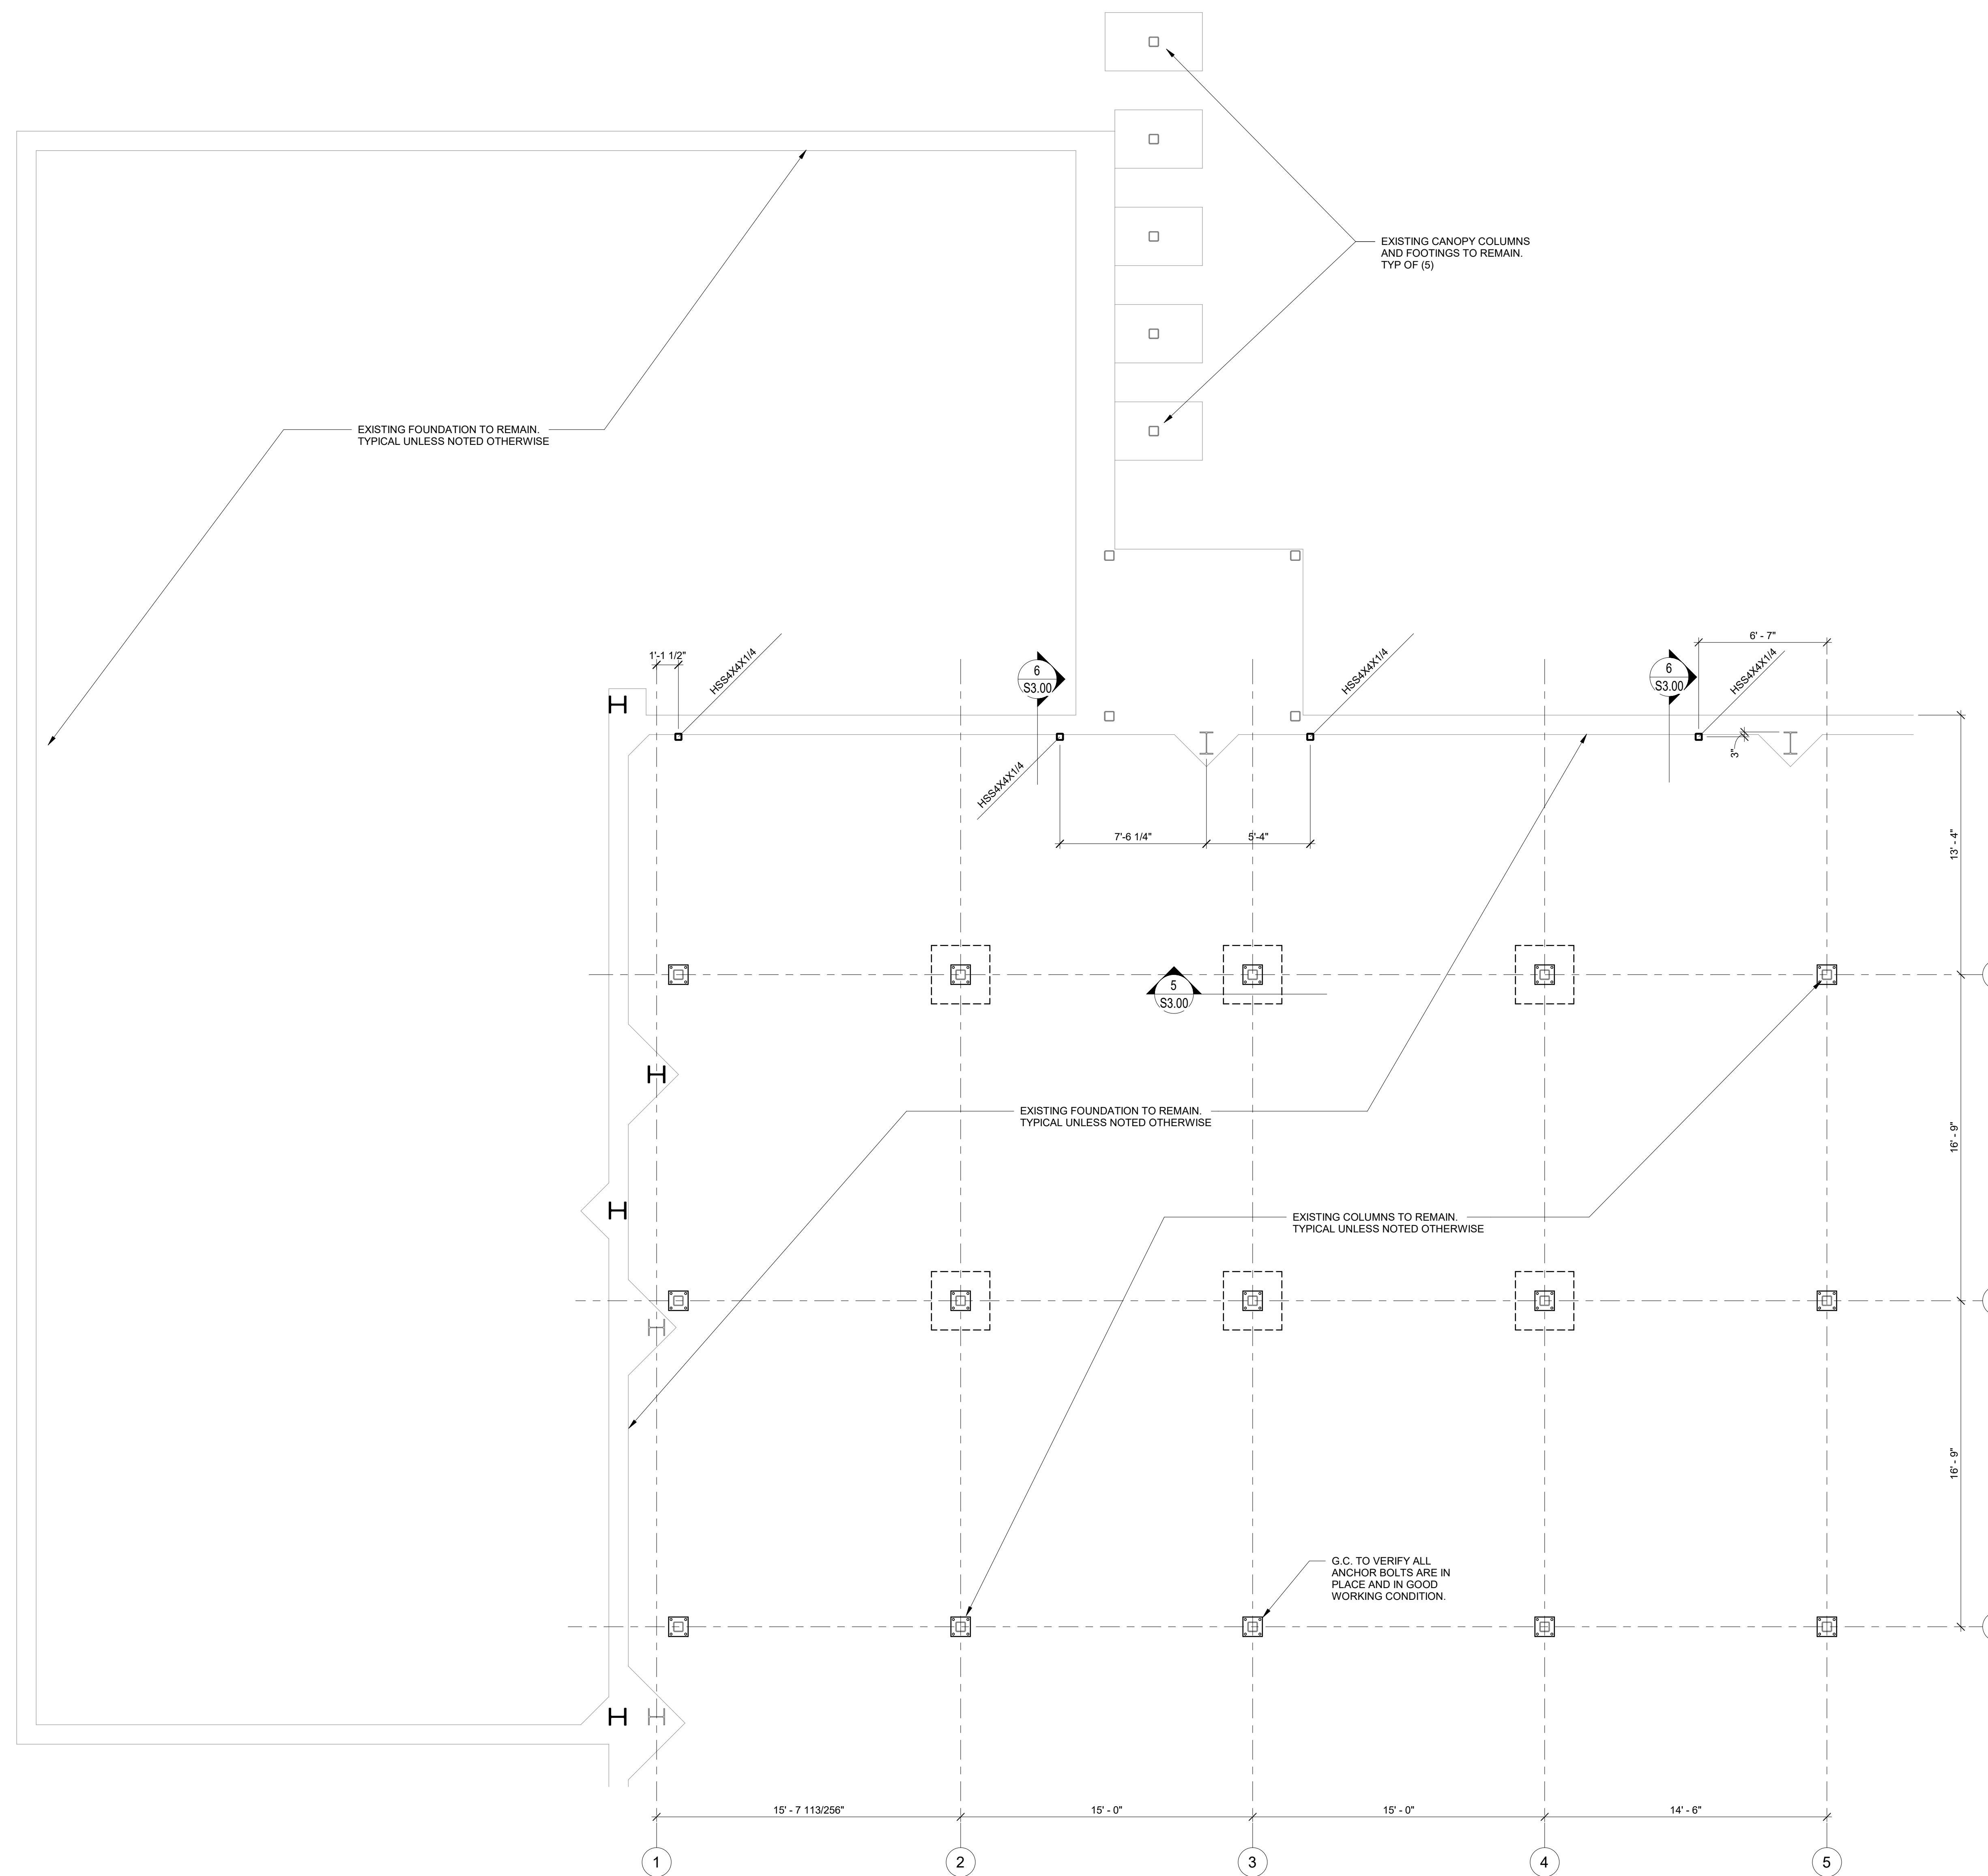 EXISTING CANOPY COLUMNS
AND FOOTINGS TO REMAIN.
TYP OF (5)
EXISTING FOUNDATION TO REMAIN.
TYPICAL UNLESS NOTED OTHERWISE
1'-1 1/2"
HSS4X4X1/4
6
S3.00
HSS4X4X1/4
6
S3.00
6' - 7"
HSS4X4X1/4
3"
HSS4X4X1/4
7'-6 1/4"
5'-4"
13' - 4"
5
S3.00
EXISTING FOUNDATION TO REMAIN.
TYPICAL UNLESS NOTED OTHERWISE
16' - 9"
EXISTING COLUMNS TO REMAIN.
TYPICAL UNLESS NOTED OTHERWISE
16' - 9"
G.C. TO VERIFY ALL
ANCHOR BOLTS ARE IN
PLACE AND IN GOOD
WORKING CONDITION.
15' - 7 113/256"
15' - 0"
15' - 0"
14' - 6"
1
2
3
4
5